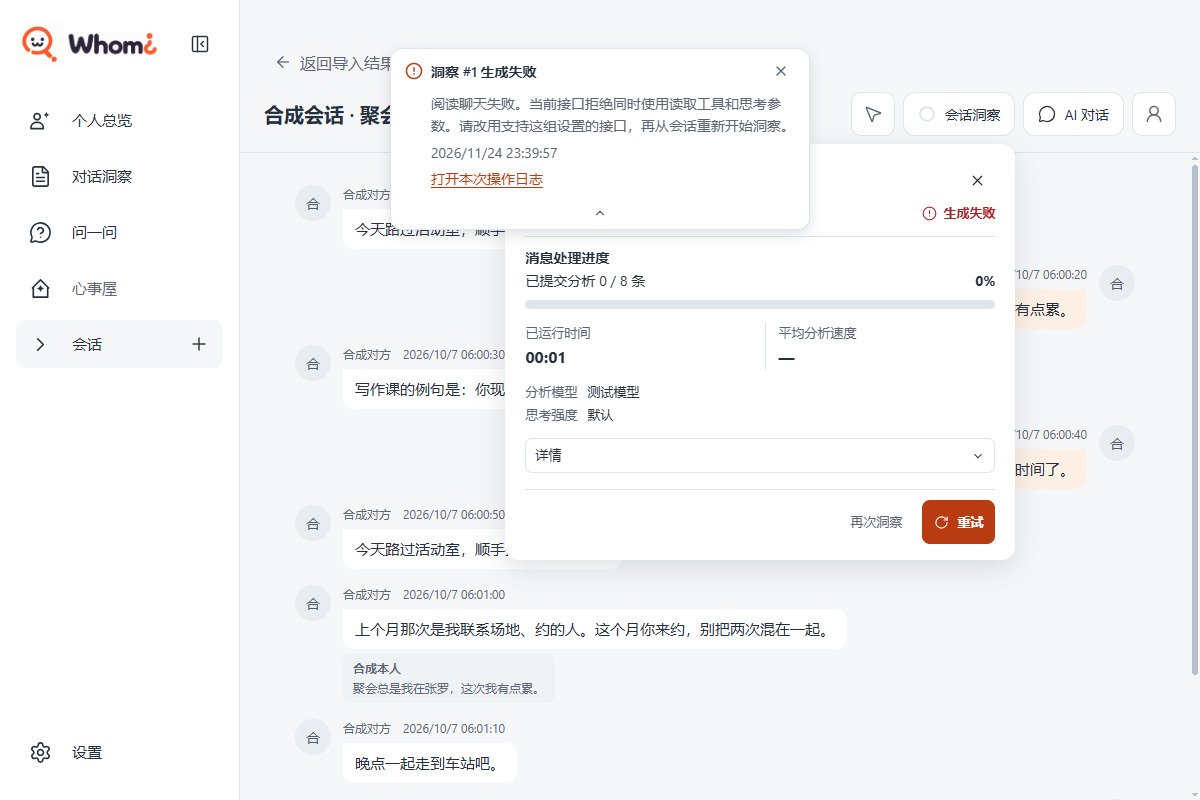 Whomi
个人总览
对话洞察
问一问
心事屋
会话
设置
返回导入结果
合成会话 · 聚会
会话洞察
AI 对话
洞察 #1 生成失败
阅读聊天失败。当前接口拒绝同时使用读取工具和思考参
数。请改用支持这组设置的接口，再从会话重新开始洞察。
2026/11/24 23:39:57
打开本次操作日志
生成失败
消息处理进度
已提交分析 0 / 8 条
0%
已运行时间
00:01
平均分析速度
—
分析模型 测试模型
思考强度 默认
详情
再次洞察
重试
合
合成对方
今天路过活动室，顺手
10/7 06:00:20
合
有点累。
合
合成对方 2026/10/7 06:00:30
写作课的例句是：你现
10/7 06:00:40
合
时间了。
合
合成对方 2026/10/7 06:00:50
今天路过活动室，顺手
合
合成对方 2026/10/7 06:01:00
上个月那次是我联系场地、约的人。这个月你来约，别把两次混在一起。
合成本人
聚会总是我在张罗，这次我有点累。
合
合成对方 2026/10/7 06:01:10
晚点一起走到车站吧。